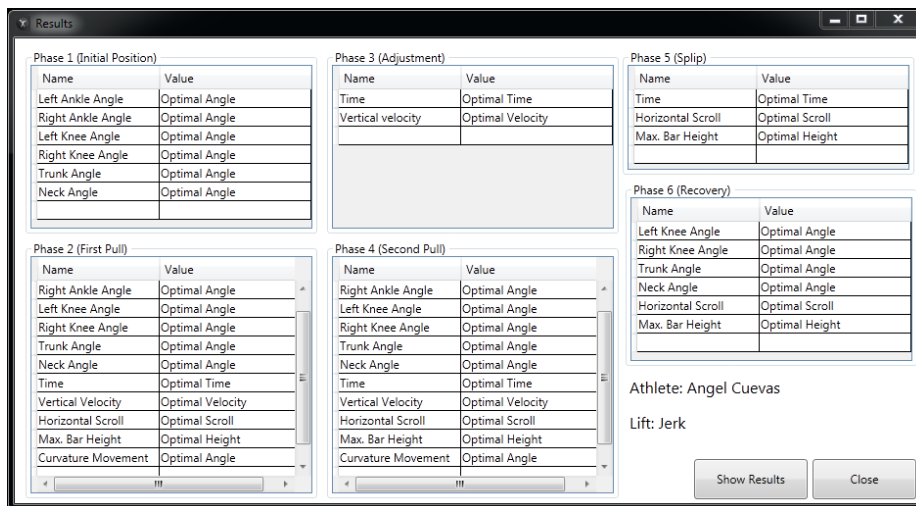 Results
Phase 1 (Initial Position)
Name Value
Left Ankle Angle Optimal Angle
Right Ankle Angle Optimal Angle
Left Knee Angle Optimal Angle
Right Knee Angle Optimal Angle
Trunk Angle Optimal Angle
Neck Angle Optimal Angle
Phase 2 (First Pull)
Name Value
Right Ankle Angle Optimal Angle
Left Knee Angle Optimal Angle
Right Knee Angle Optimal Angle
Trunk Angle Optimal Angle
Neck Angle Optimal Angle
Time Optimal Time
Vertical Velocity Optimal Velocity
Horizontal Scroll Optimal Scroll
Max. Bar Height Optimal Height
Curvature Movement Optimal Angle
Phase 3 (Adjustment)
Name Value
Time Optimal Time
Vertical velocity Optimal Velocity
Phase 4 (Second Pull)
Name Value
Right Ankle Angle Optimal Angle
Left Knee Angle Optimal Angle
Right Knee Angle Optimal Angle
Trunk Angle Optimal Angle
Neck Angle Optimal Angle
Time Optimal Time
Vertical Velocity Optimal Velocity
Horizontal Scroll Optimal Scroll
Max. Bar Height Optimal Height
Curvature Movement Optimal Angle
Phase 5 (Splip)
Name Value
Time Optimal Time
Horizontal Scroll Optimal Scroll
Max. Bar Height Optimal Height
Phase 6 (Recovery)
Name Value
Left Knee Angle Optimal Angle
Right Knee Angle Optimal Angle
Trunk Angle Optimal Angle
Neck Angle Optimal Angle
Horizontal Scroll Optimal Scroll
Max. Bar Height Optimal Height
Athlete: Angel Cuevas
Lift: Jerk
Show Results
Close